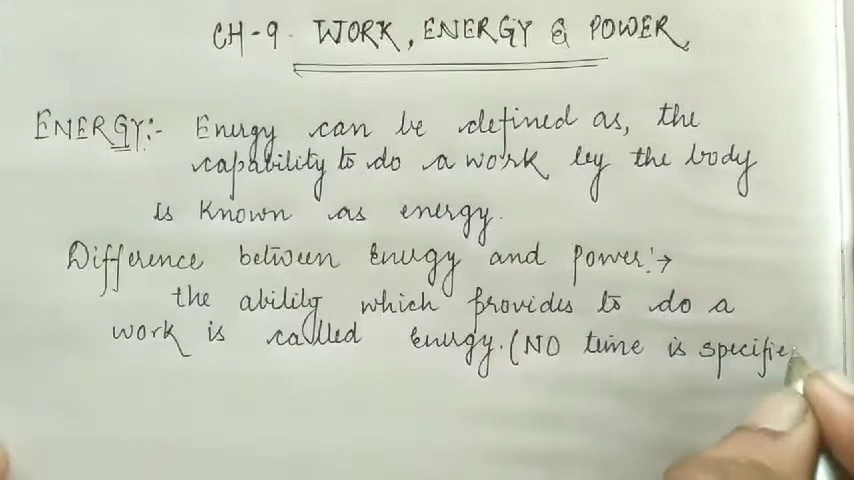 CH-9. WORK, ENERGY & POWER
ENERGY:- Energy can be defined as, the
capability to do a work by the body
is known as energy.
Difference between Energy and power:→
the ability which provides to do a
work is called Energy. (NO time is specifie